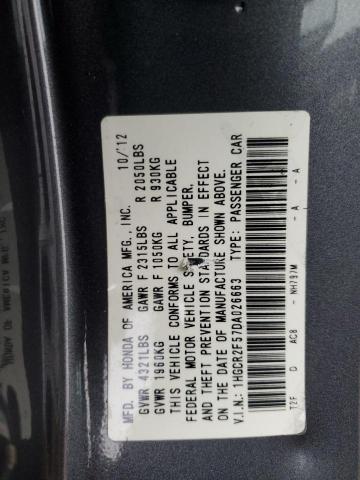 MFD. BY HONDA OF AMERICA MFG., INC. 10/12
GVWR 4321LBS GAWR F 2315LBS R 2050LBS
GVWR 1960KG GAWR F 1050KG R 930KG
THIS VEHICLE CONFORMS TO ALL APPLICABLE
FEDERAL MOTOR VEHICLE SAFETY, BUMPER,
AND THEFT PREVENTION STANDARDS IN EFFECT
ON THE DATE OF MANUFACTURE SHOWN ABOVE.
V.I.N.: 1HGCR2F57DA026663 TYPE: PASSENGER CAR
T2F D AC8 - NH797M - A - A